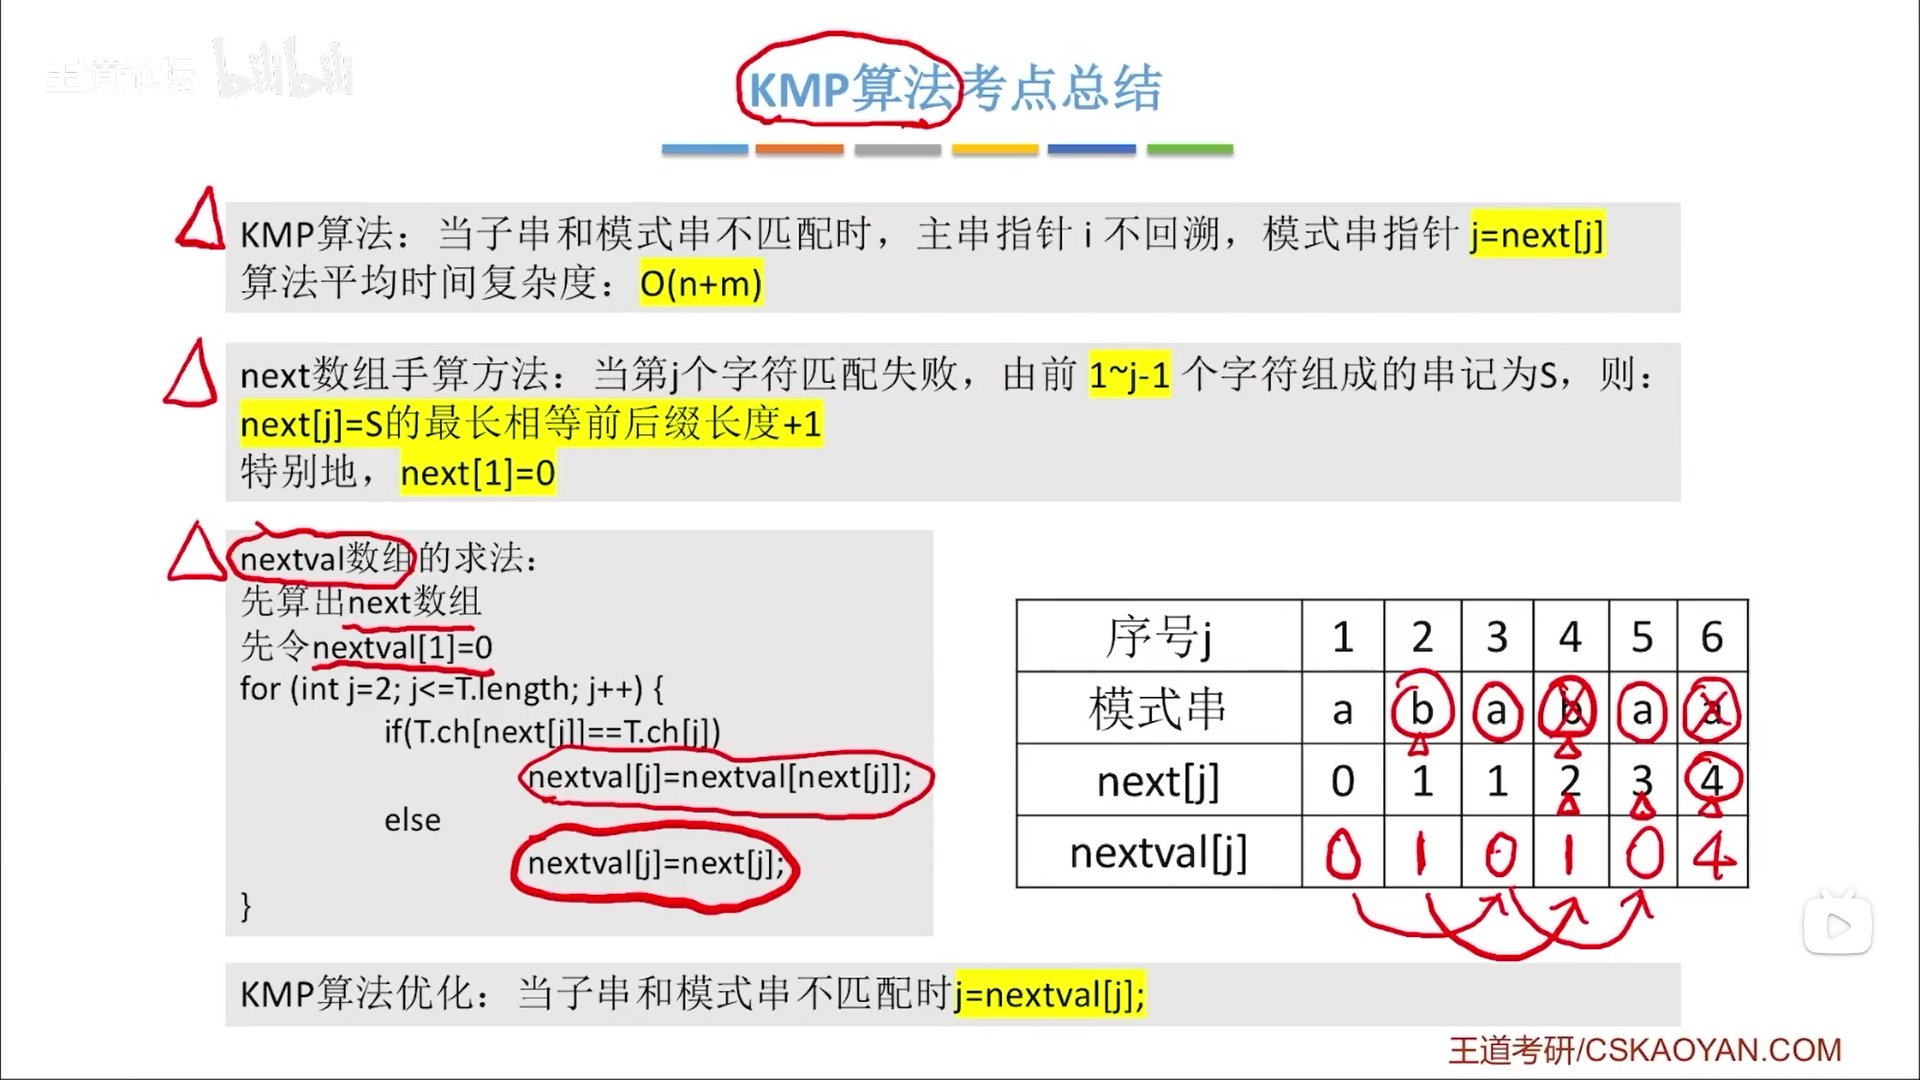 王道论坛 bilibili
KMP算法考点总结
KMP算法：当子串和模式串不匹配时，主串指针 i 不回溯，模式串指针 j=next[j]
算法平均时间复杂度：O(n+m)
next数组手算方法：当第j个字符匹配失败，由前 1~j-1 个字符组成的串记为S，则：
next[j]=S的最长相等前后缀长度+1
特别地，next[1]=0
nextval数组的求法：
先算出next数组
先令nextval[1]=0
for (int j=2; j<=T.length; j++) {
if(T.ch[next[j]]==T.ch[j])
nextval[j]=nextval[next[j]];
else
nextval[j]=next[j];
}
序号j 1 2 3 4 5 6
模式串 a b a b a a
next[j] 0 1 1 2 3 4
nextval[j] 0 1 0 1 0 4
KMP算法优化：当子串和模式串不匹配时j=nextval[j];
王道考研/CSKAOYAN.COM